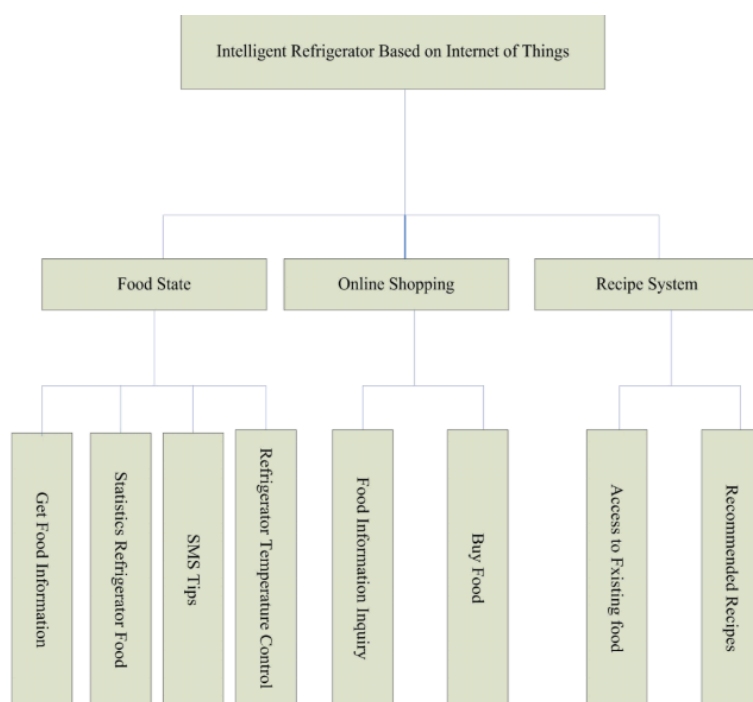 Intelligent Refrigerator Based on Internet of Things
Food State
Online Shopping
Recipe System
Get Food Information
Statistics Refrigerator Food
SMS Tips
Refrigerator Temperature Control
Food Information Inquiry
Buy Food
Access to Existing food
Recommended Recipes